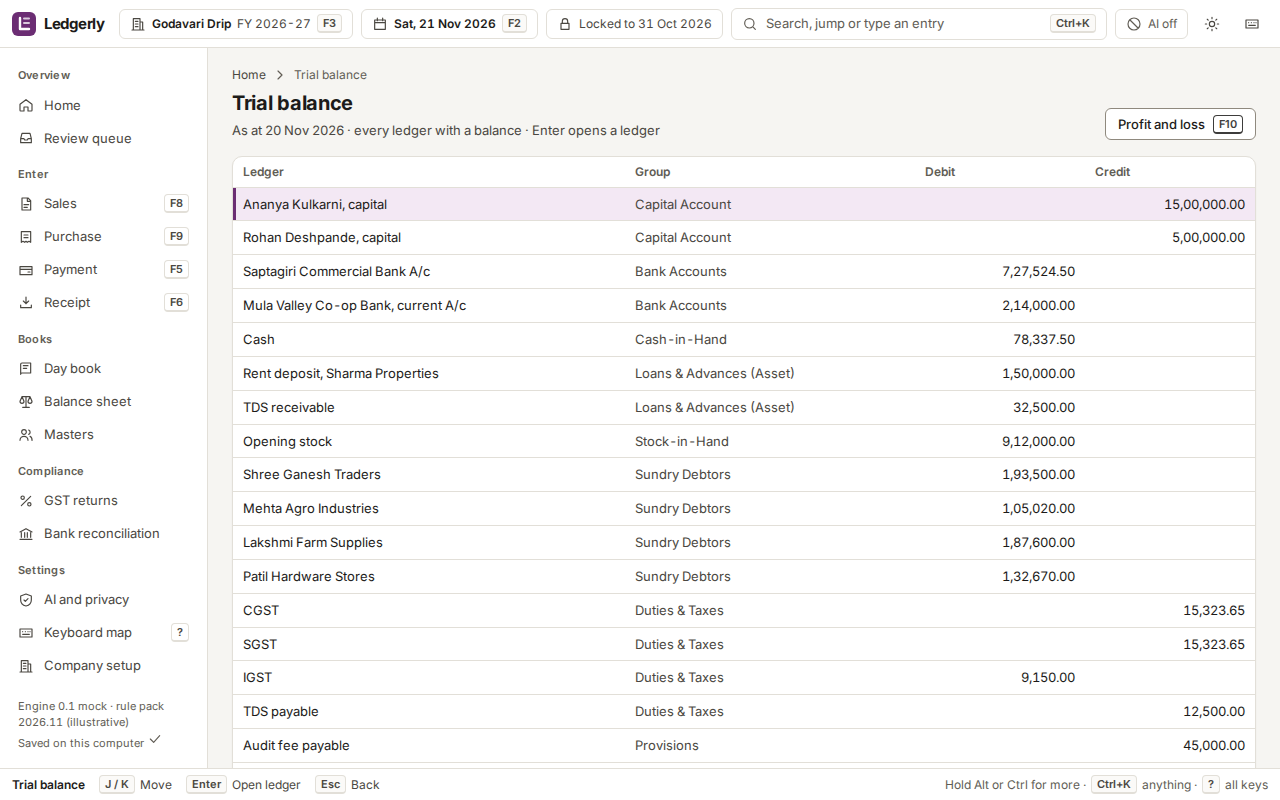 Ledgerly
Godavari Drip FY 2026-27 F3
Sat, 21 Nov 2026 F2
Locked to 31 Oct 2026
Search, jump or type an entry Ctrl+K
AI off
Overview
Home
Review queue
Enter
Sales F8
Purchase F9
Payment F5
Receipt F6
Books
Day book
Balance sheet
Masters
Compliance
GST returns
Bank reconciliation
Settings
AI and privacy
Keyboard map ?
Company setup
Engine 0.1 mock · rule pack
2026.11 (illustrative)
Saved on this computer
Home > Trial balance
Trial balance
As at 20 Nov 2026 · every ledger with a balance · Enter opens a ledger
Profit and loss F10
Ledger Group Debit Credit
Ananya Kulkarni, capital Capital Account 15,00,000.00
Rohan Deshpande, capital Capital Account 5,00,000.00
Saptagiri Commercial Bank A/c Bank Accounts 7,27,524.50
Mula Valley Co-op Bank, current A/c Bank Accounts 2,14,000.00
Cash Cash-in-Hand 78,337.50
Rent deposit, Sharma Properties Loans & Advances (Asset) 1,50,000.00
TDS receivable Loans & Advances (Asset) 32,500.00
Opening stock Stock-in-Hand 9,12,000.00
Shree Ganesh Traders Sundry Debtors 1,93,500.00
Mehta Agro Industries Sundry Debtors 1,05,020.00
Lakshmi Farm Supplies Sundry Debtors 1,87,600.00
Patil Hardware Stores Sundry Debtors 1,32,670.00
CGST Duties & Taxes 15,323.65
SGST Duties & Taxes 15,323.65
IGST Duties & Taxes 9,150.00
TDS payable Duties & Taxes 12,500.00
Audit fee payable Provisions 45,000.00
Trial balance J / K Move Enter Open ledger Esc Back
Hold Alt or Ctrl for more · Ctrl+K anything · ? all keys